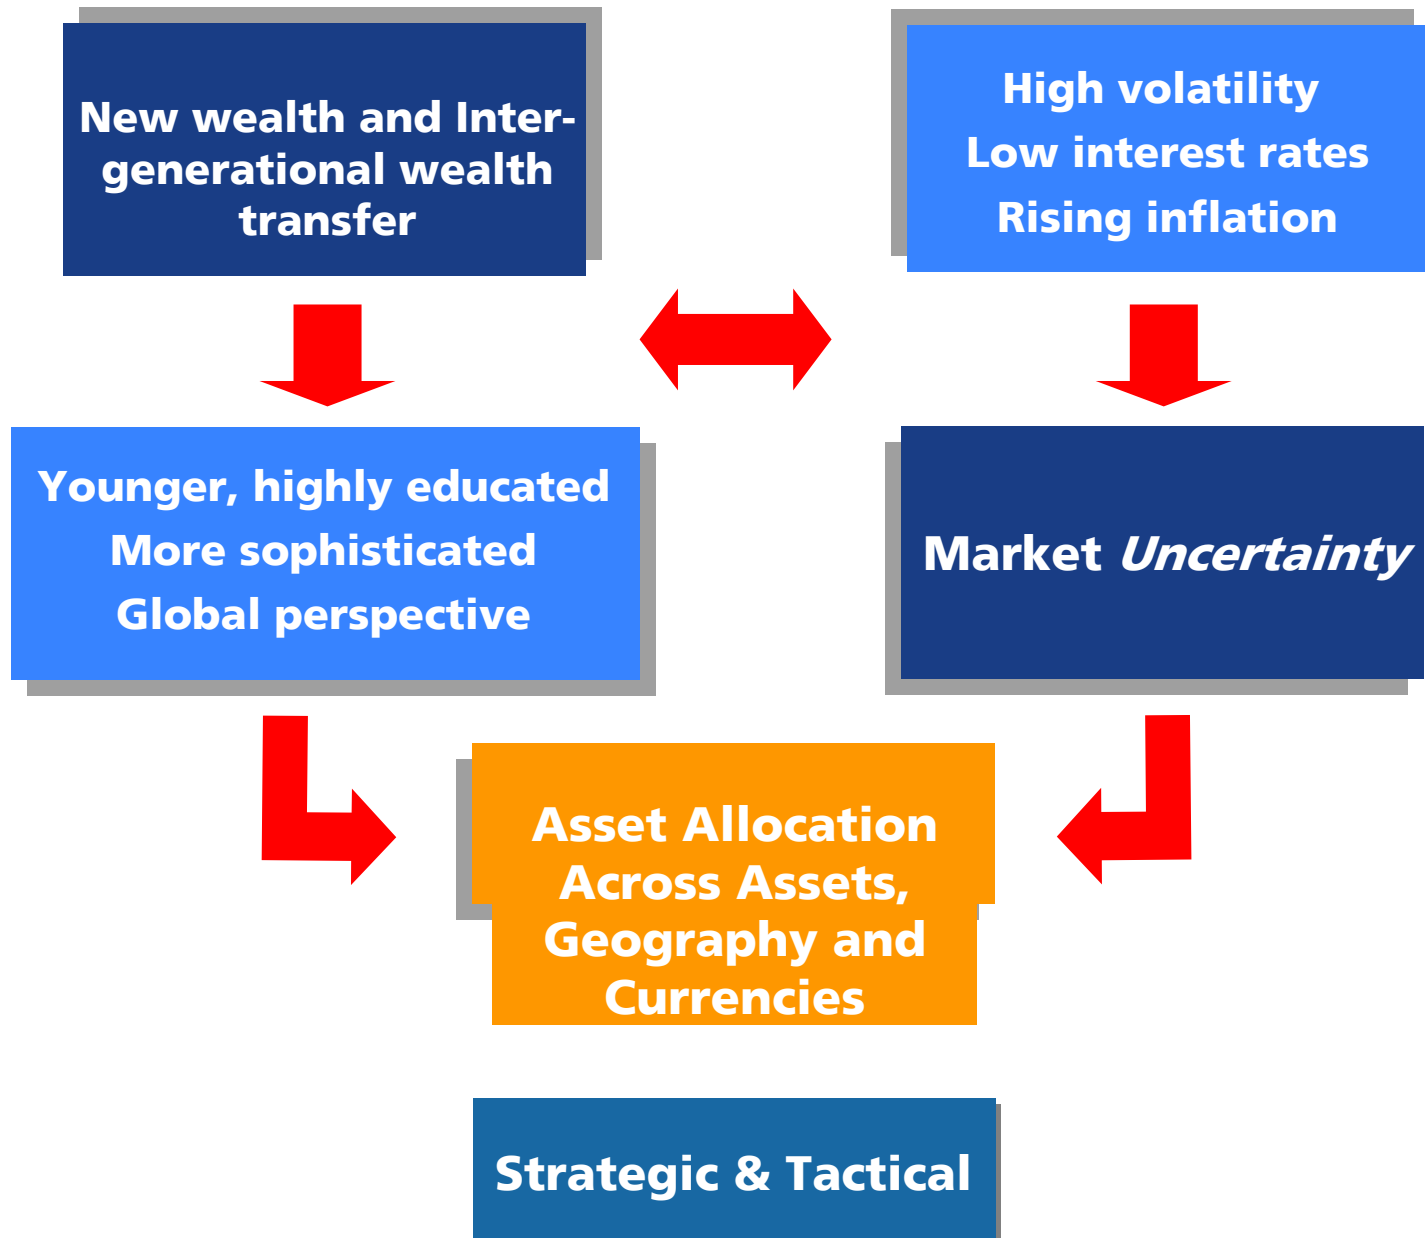 New wealth and Inter-
generational wealth
transfer
High volatility
Low interest rates
Rising inflation
Younger, highly educated
More sophisticated
Global perspective
Market Uncertainty
Asset Allocation
Across Assets,
Geography and
Currencies
Strategic & Tactical